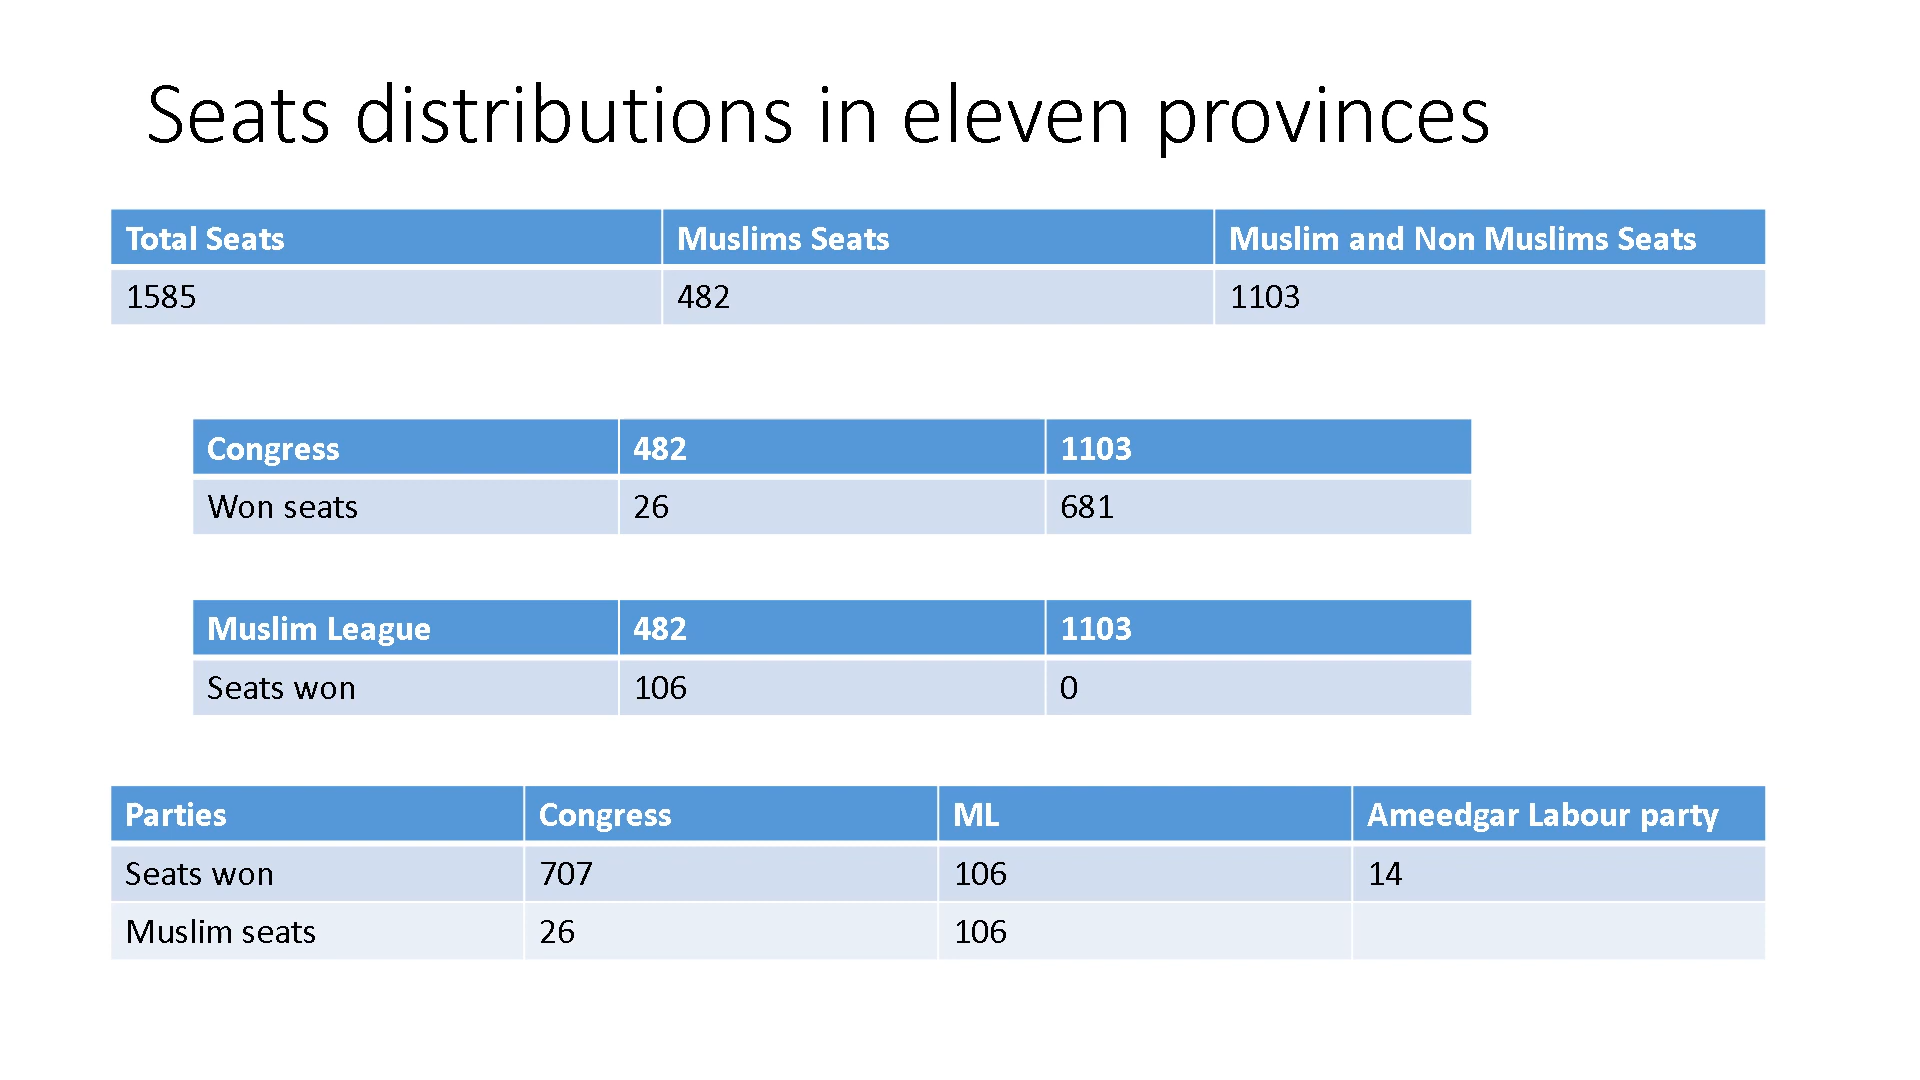 Seats distributions in eleven provinces
Total Seats Muslims Seats Muslim and Non Muslims Seats
1585 482 1103
Congress 482 1103
Won seats 26 681
Muslim League 482 1103
Seats won 106 0
Parties Congress ML Ameedgar Labour party
Seats won 707 106 14
Muslim seats 26 106